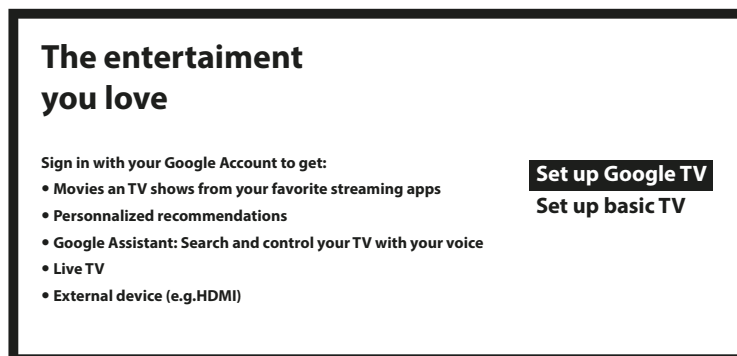 The entertaiment
you love
Sign in with your Google Account to get:
• Movies an TV shows from your favorite streaming apps
• Personnalized recommendations
• Google Assistant: Search and control your TV with your voice
• Live TV
• External device (e.g.HDMI)
Set up Google TV
Set up basic TV